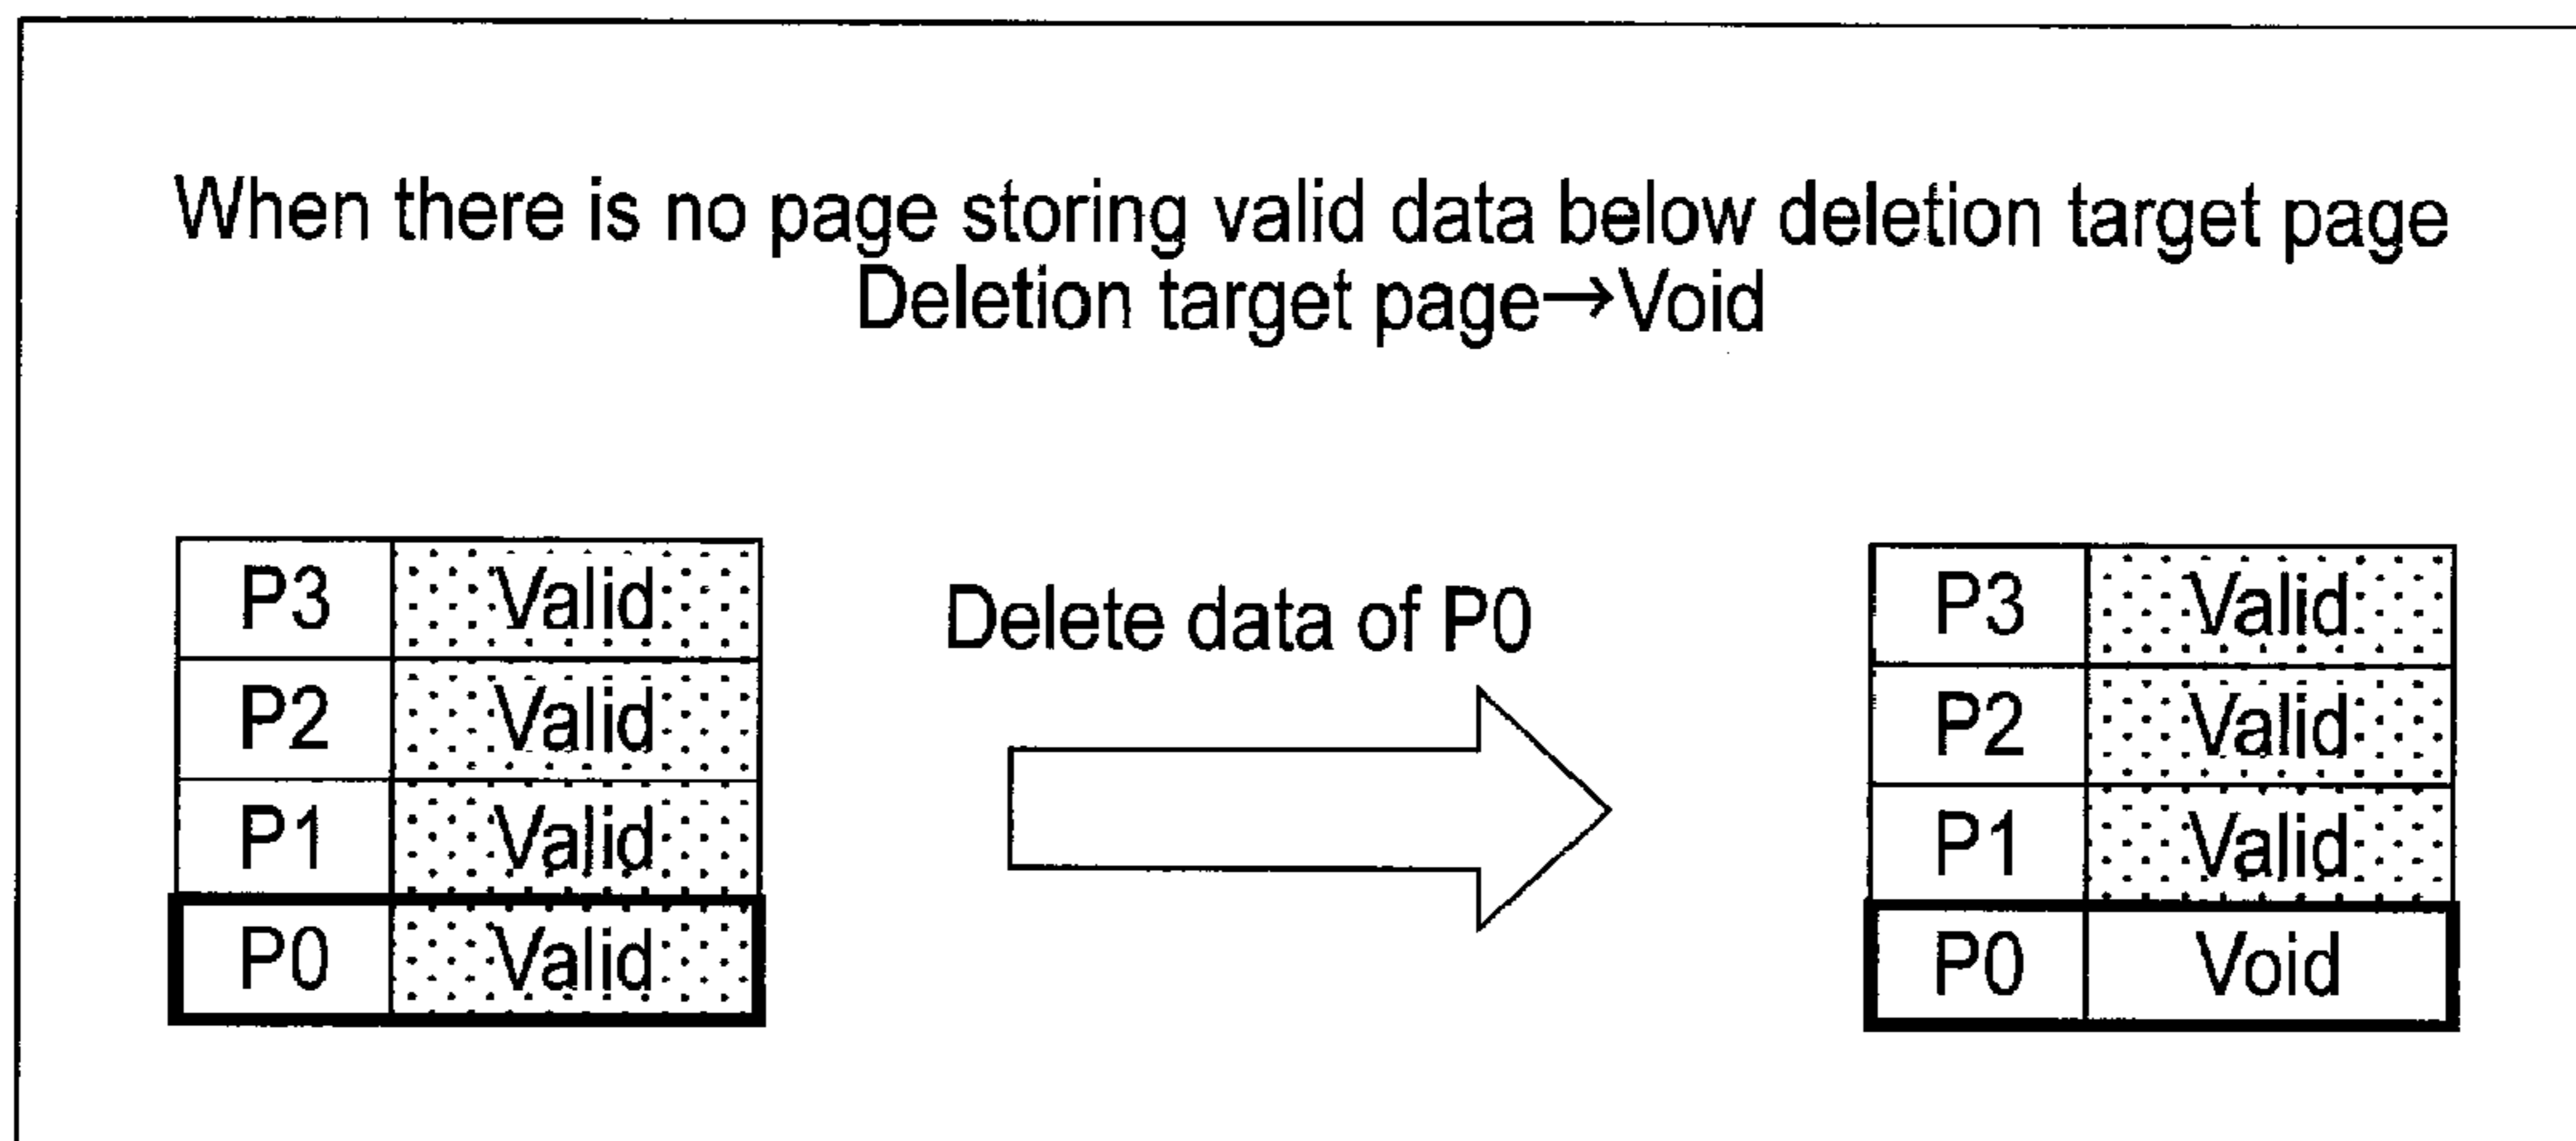 When there is no page storing valid data below deletion target page
Deletion target page→Void
P3 Valid
P2 Valid
P1 Valid
P0 Valid
Delete data of P0
P3 Valid
P2 Valid
P1 Valid
P0 Void